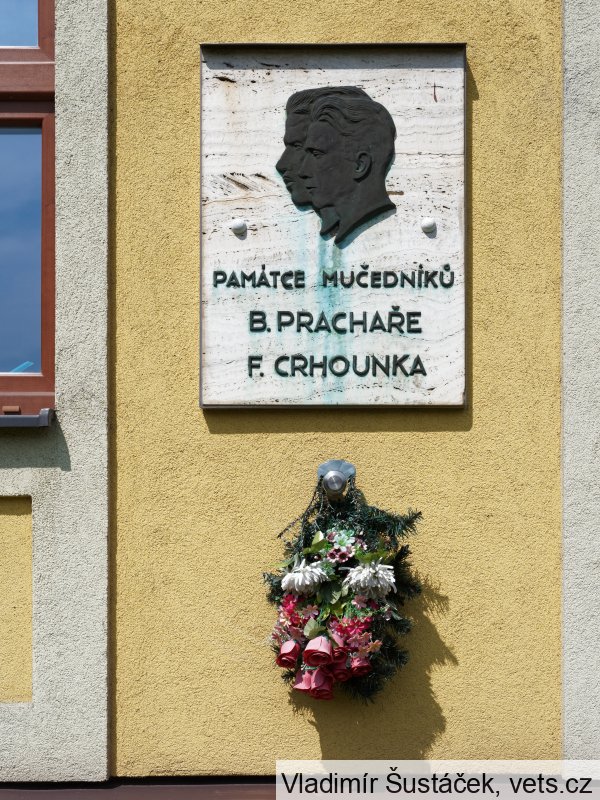 PAMÁTCE MUČEDNÍKŮ
B. PRACHAŘE
F. CRHOUNKA
Vladimír Šustáček, vets.cz